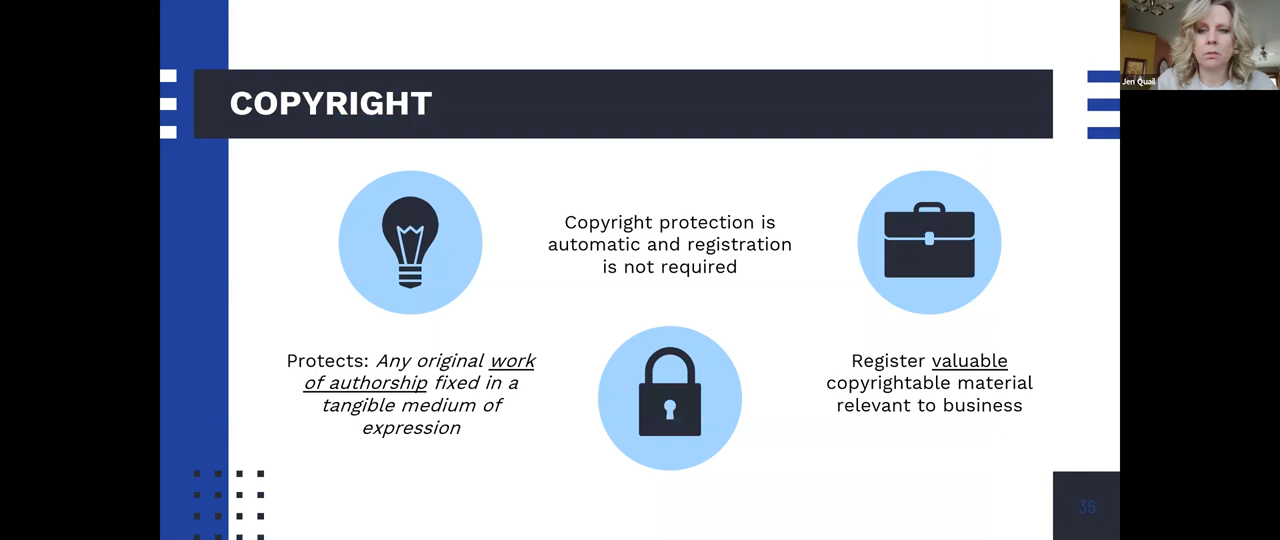 COPYRIGHT
Jen Quail
Copyright protection is
automatic and registration
is not required
Protects: Any original work
of authorship fixed in a
tangible medium of
expression
Register valuable
copyrightable material
relevant to business
36